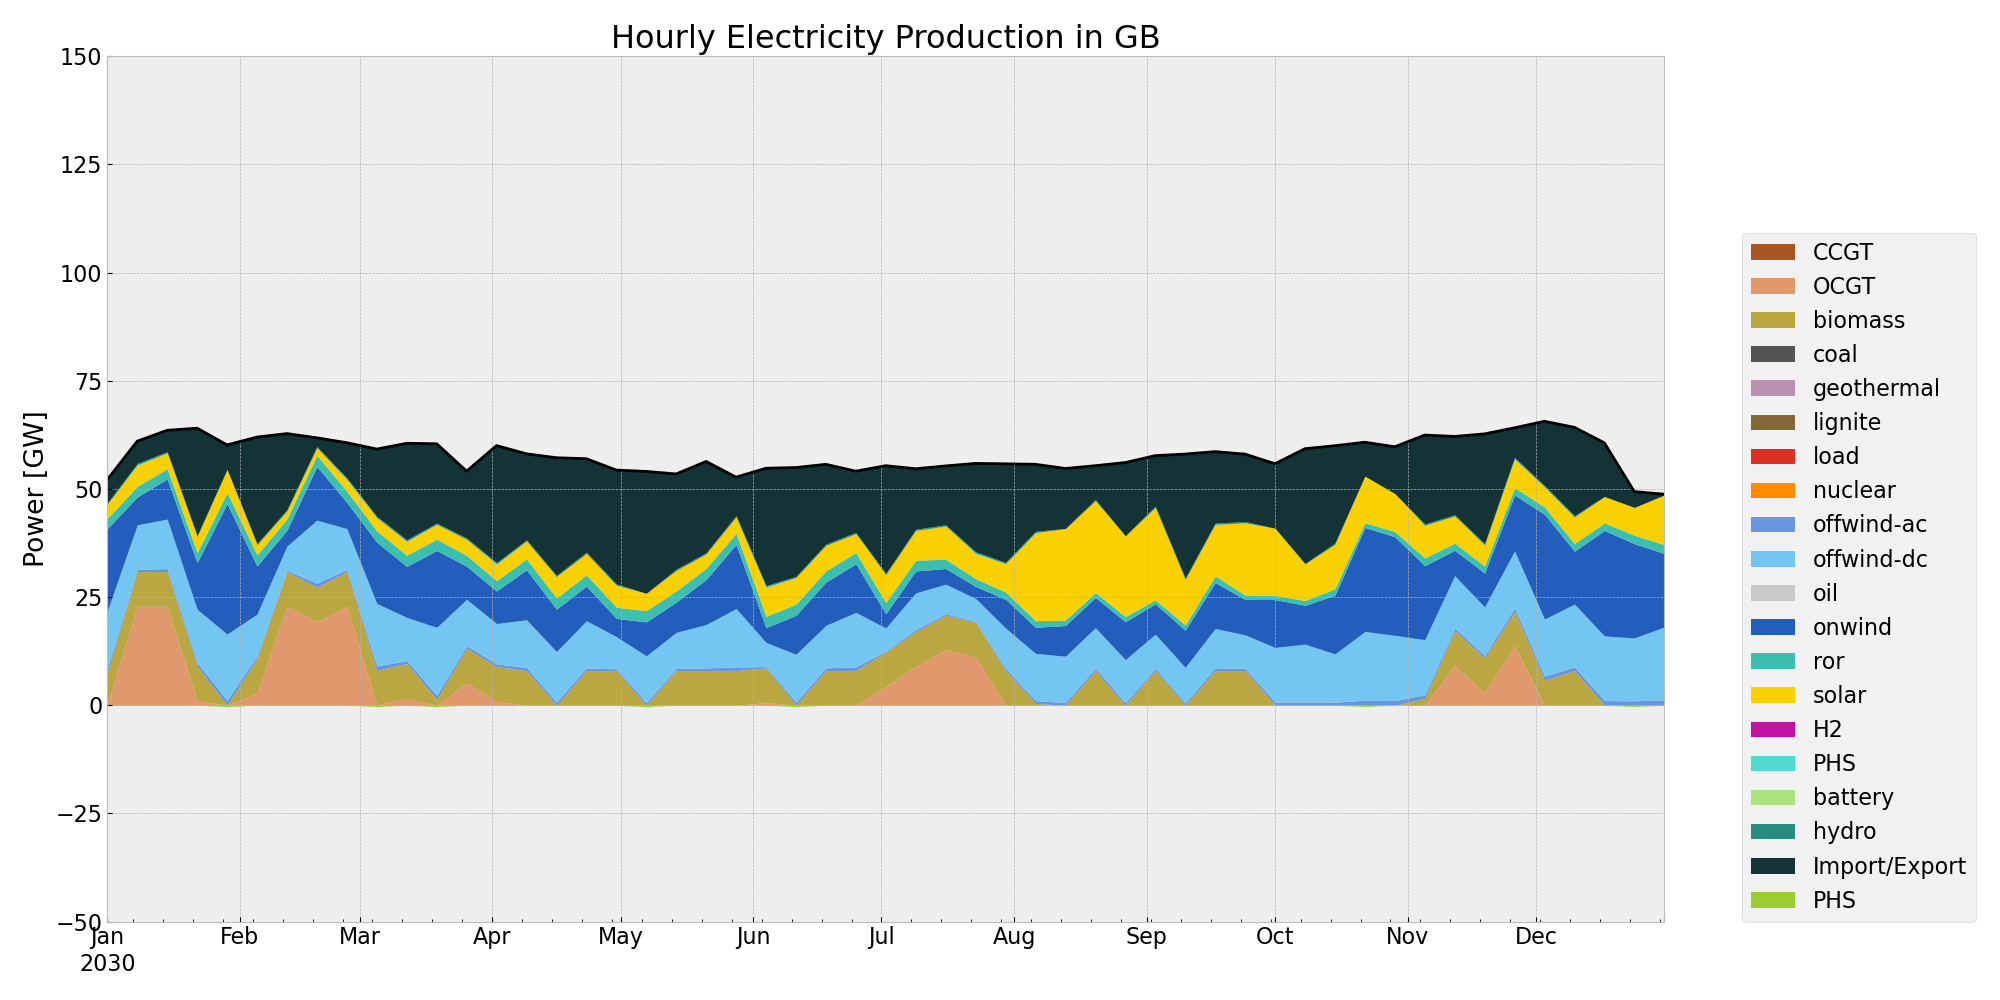 Hourly Electricity Production in GB
150
125
100
75
50
25
0
−25
−50
Power [GW]
Jan
2030
Feb
Mar
Apr
May
Jun
Jul
Aug
Sep
Oct
Nov
Dec
CCGT
OCGT
biomass
coal
geothermal
lignite
load
nuclear
offwind-ac
offwind-dc
oil
onwind
ror
solar
H2
PHS
battery
hydro
Import/Export
PHS